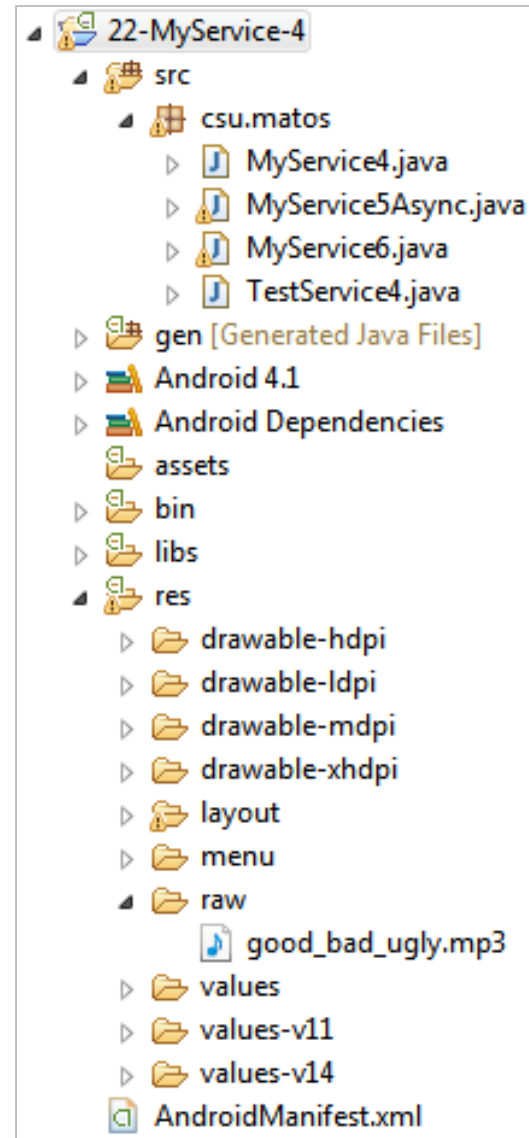 22-MyService-4
src
csu.matos
MyService4.java
MyService5Async.java
MyService6.java
TestService4.java
gen [Generated Java Files]
Android 4.1
Android Dependencies
assets
bin
libs
res
drawable-hdpi
drawable-ldpi
drawable-mdpi
drawable-xhdpi
layout
menu
raw
good_bad_ugly.mp3
values
values-v11
values-v14
AndroidManifest.xml